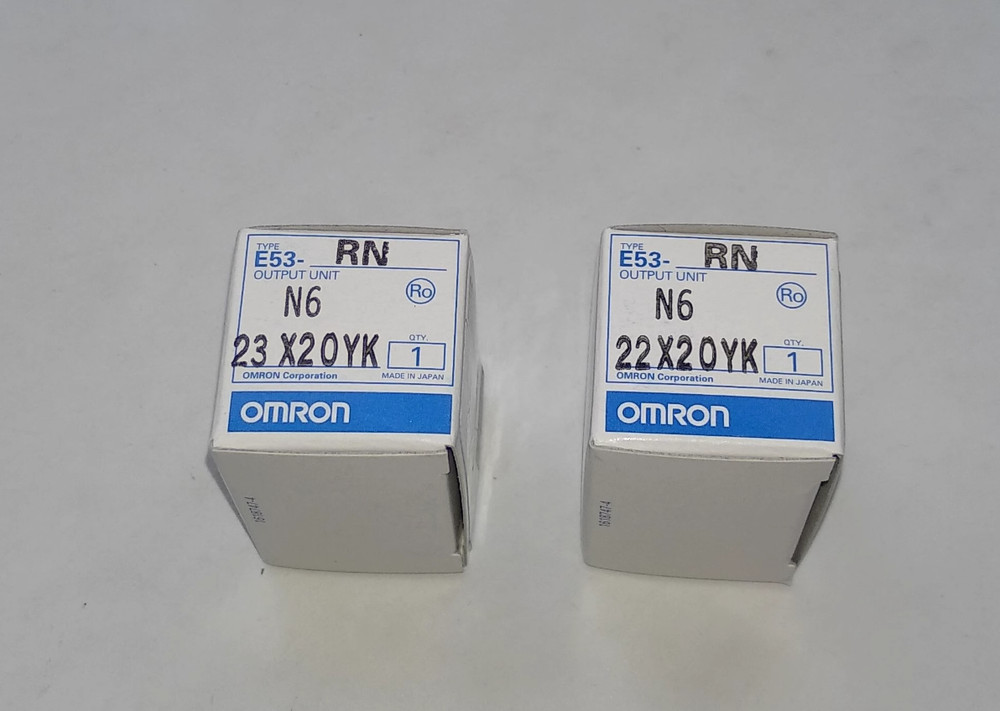 TYPE
E53- RN
OUTPUT UNIT
N6
Ro
23 X20YK
QTY.
1
OMRON Corporation
MADE IN JAPAN
OMRON
TYPE
E53- RN
OUTPUT UNIT
N6
Ro
22X20YK
QTY.
1
OMRON Corporation
MADE IN JAPAN
OMRON